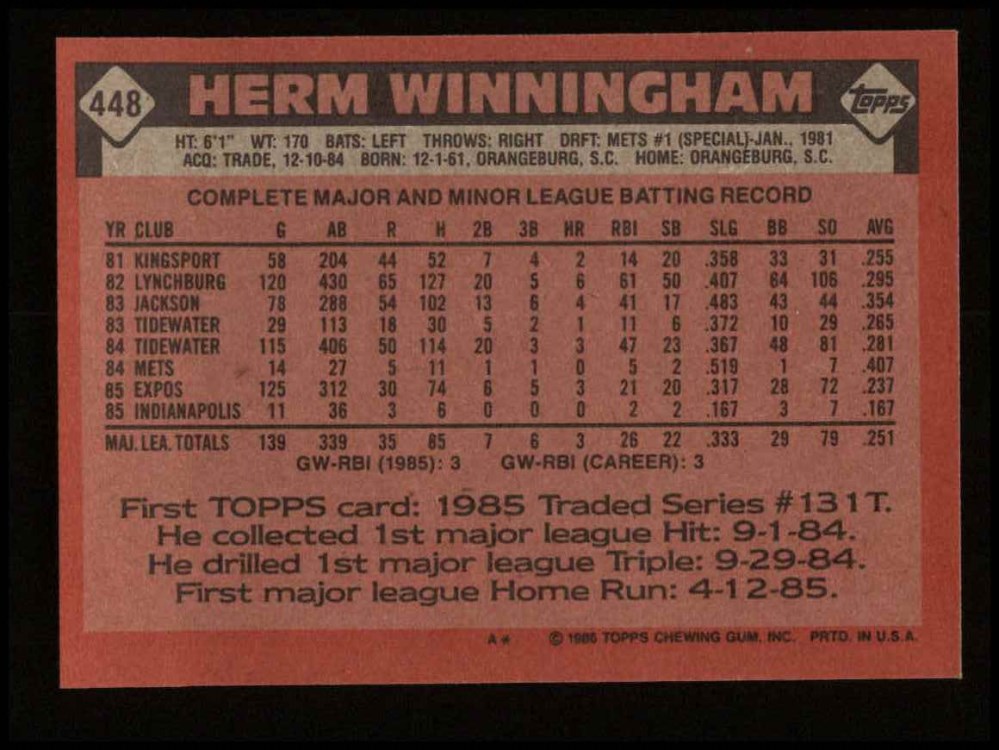 448 HERM WINNINGHAM Topps
HT: 6'1" WT: 170 BATS: LEFT THROWS: RIGHT DRFT: METS #1 (SPECIAL)-JAN., 1981
ACQ: TRADE, 12-10-84 BORN: 12-1-61, ORANGEBURG, S.C. HOME: ORANGEBURG, S.C.
COMPLETE MAJOR AND MINOR LEAGUE BATTING RECORD
YR CLUB G AB R H 2B 3B HR RBI SB SLG BB SO AVG
81 KINGSPORT 58 204 44 52 7 4 2 14 20 .358 33 31 .255
82 LYNCHBURG 120 430 65 127 20 5 6 61 50 .407 64 106 .295
83 JACKSON 78 288 54 102 13 6 4 41 17 .483 43 44 .354
83 TIDEWATER 29 113 18 30 5 2 1 11 6 .372 10 29 .265
84 TIDEWATER 115 406 50 114 20 3 3 47 23 .367 48 81 .281
84 METS 14 27 5 11 1 1 0 5 2 .519 1 7 .407
85 EXPOS 125 312 30 74 6 5 3 21 20 .317 28 72 .237
85 INDIANAPOLIS 11 36 3 6 0 0 0 2 2 .167 3 7 .167
MAJ. LEA. TOTALS 139 339 35 85 7 6 3 26 22 .333 29 79 .251
GW-RBI (1985): 3 GW-RBI (CAREER): 3
First TOPPS card: 1985 Traded Series #131T.
He collected 1st major league Hit: 9-1-84.
He drilled 1st major league Triple: 9-29-84.
First major league Home Run: 4-12-85.
A* © 1986 TOPPS CHEWING GUM, INC. PRTD. IN U.S.A.